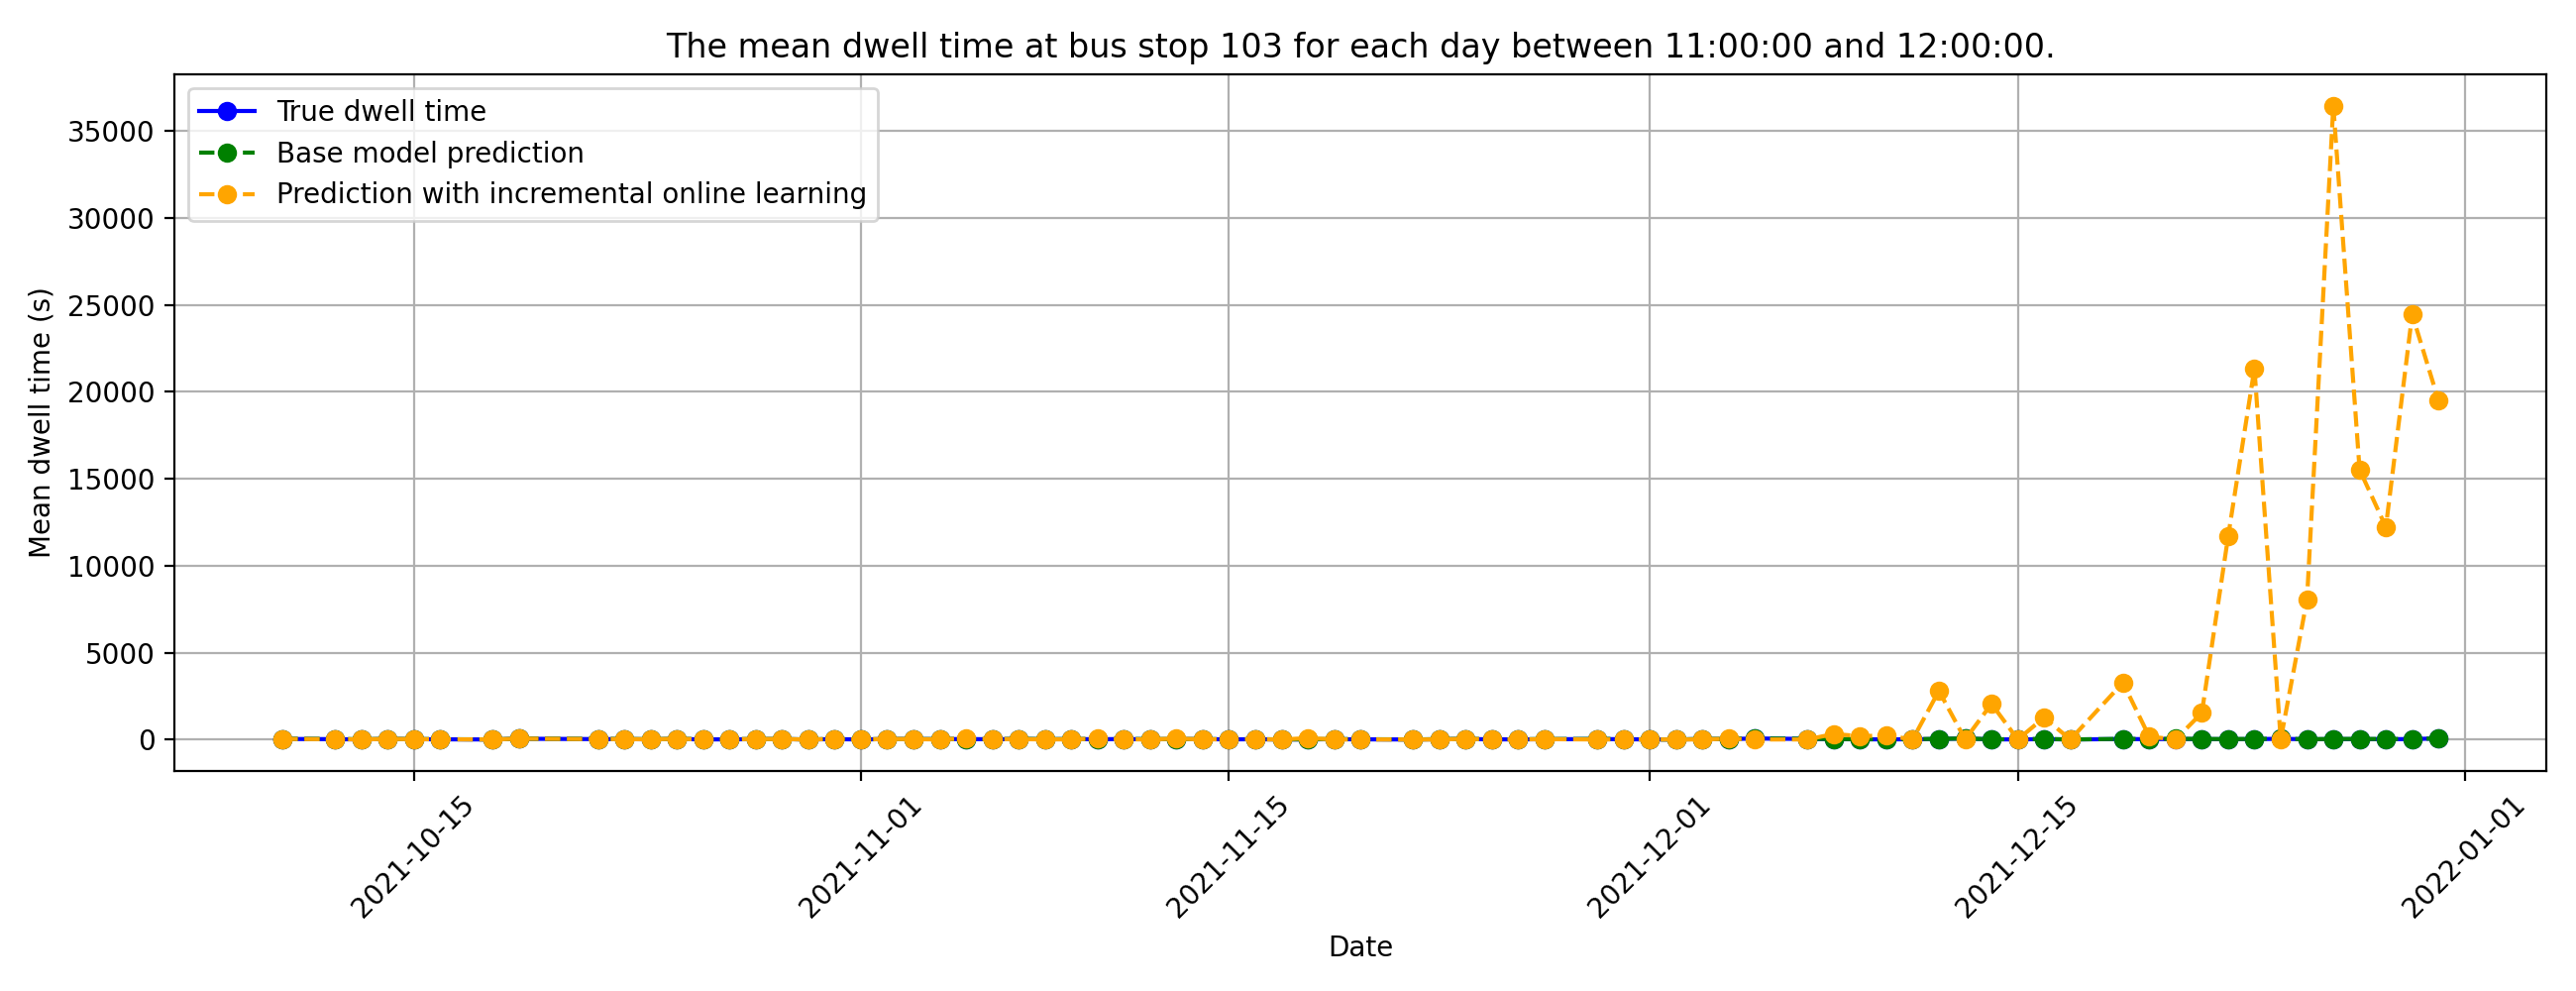 The mean dwell time at bus stop 103 for each day between 11:00:00 and 12:00:00.
True dwell time
Base model prediction
Prediction with incremental online learning
Mean dwell time (s)
35000
30000
25000
20000
15000
10000
5000
0
2021-10-15
2021-11-01
2021-11-15
2021-12-01
2021-12-15
2022-01-01
Date